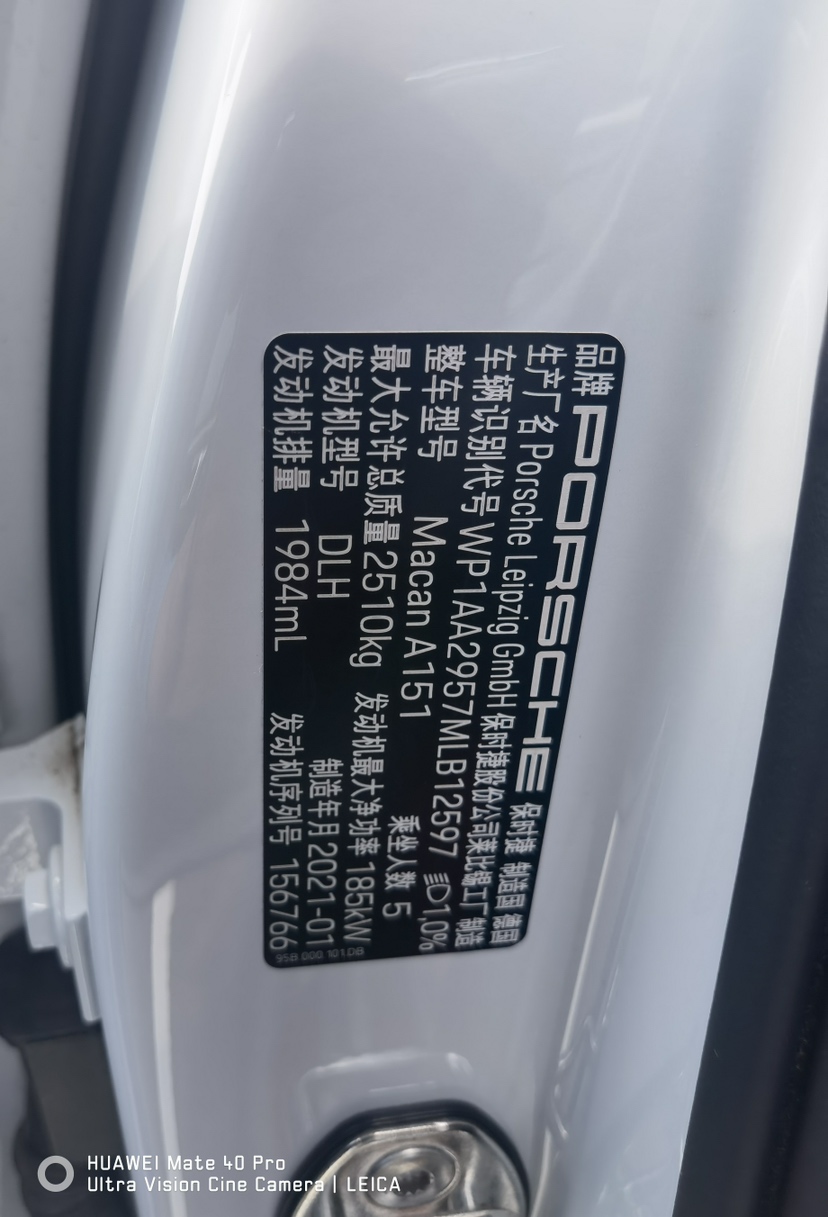 品牌 PORSCHE 保时捷 制造国 德国
生产厂名 Porsche Leipzig GmbH 保时捷股份公司莱比锡工厂 制造
车辆识别代号 WP1AA2957MLB12597 1,0%
整车型号 Macan A151 乘坐人数 5
最大允许总质量 2510kg 发动机最大净功率 185kW
发动机型号 DLH 制造年月 2021-01
发动机排量 1984mL 发动机序列号 156766
95B.000.101.DB
HUAWEI Mate 40 Pro
Ultra Vision Cine Camera | LEICA